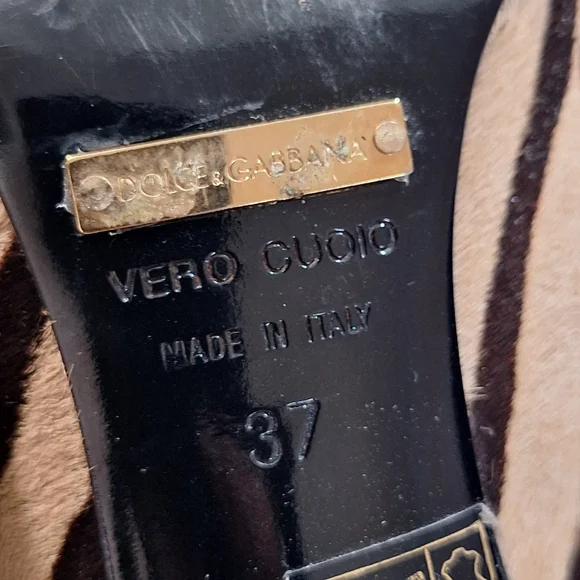 DOLCE & GABBANA
VERO CUOIO
MADE IN ITALY
37